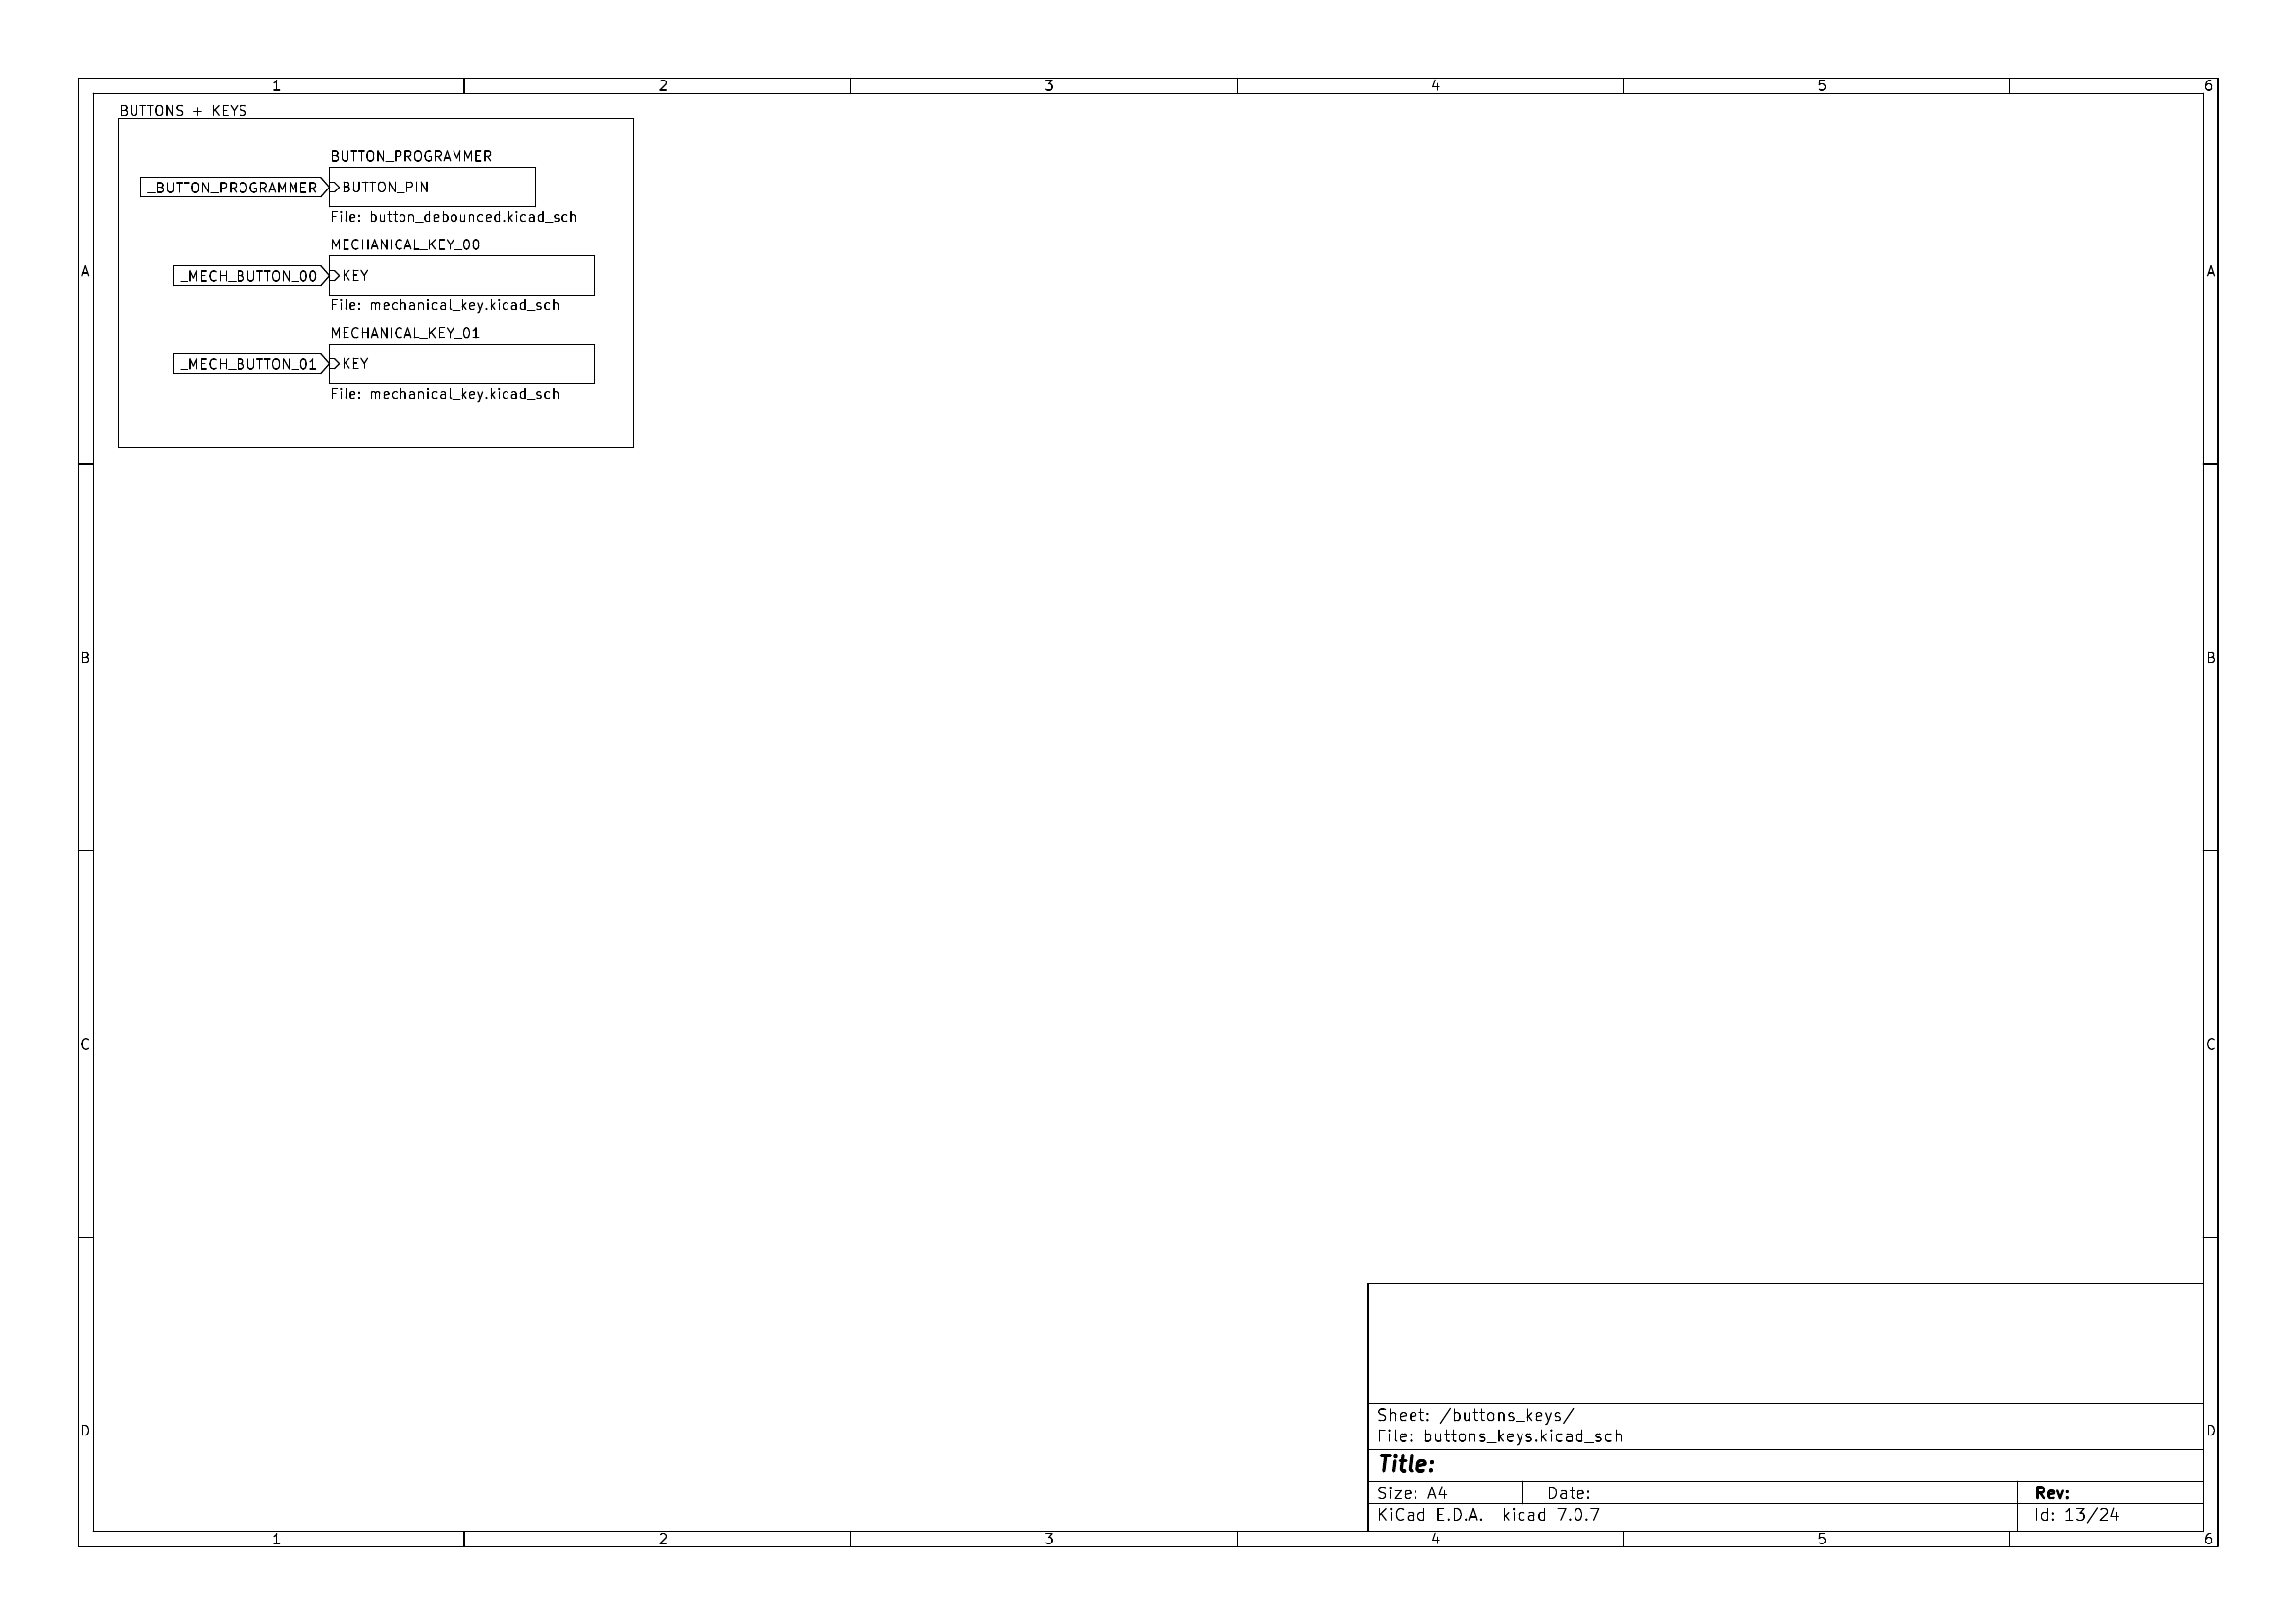 1 2 3 4 5 6
BUTTONS + KEYS
BUTTON_PROGRAMMER
_BUTTON_PROGRAMMER BUTTON_PIN
File: button_debounced.kicad_sch
MECHANICAL_KEY_00
A A
_MECH_BUTTON_00 KEY
File: mechanical_key.kicad_sch
MECHANICAL_KEY_01
_MECH_BUTTON_01 KEY
File: mechanical_key.kicad_sch
B B
C C
Sheet: /buttons_keys/
D D
File: buttons_keys.kicad_sch
Title:
Size: A4 Date: Rev:
KiCad E.D.A. kicad 7.0.7 Id: 13/24
1 2 3 4 5 6